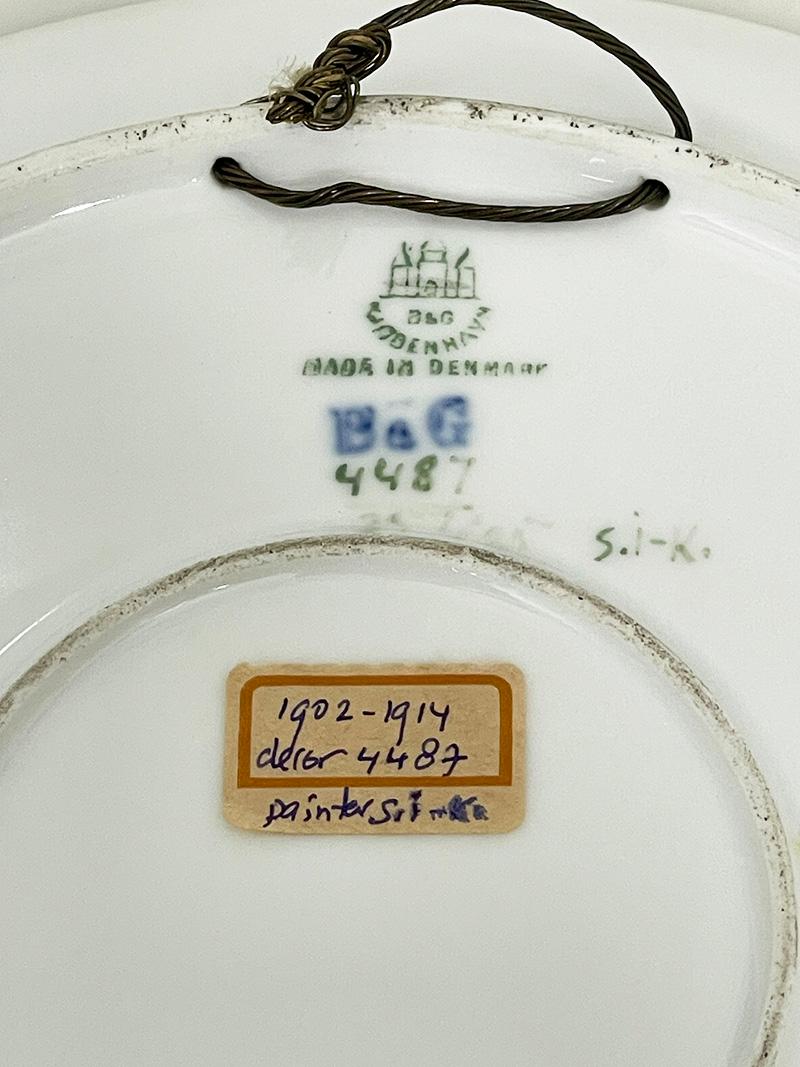 B&G
KJØBENHAVN
MADE IN DENMARK
B&G
4487
s.i-K.
1902-1914
decor 4487
painter s.i-K.